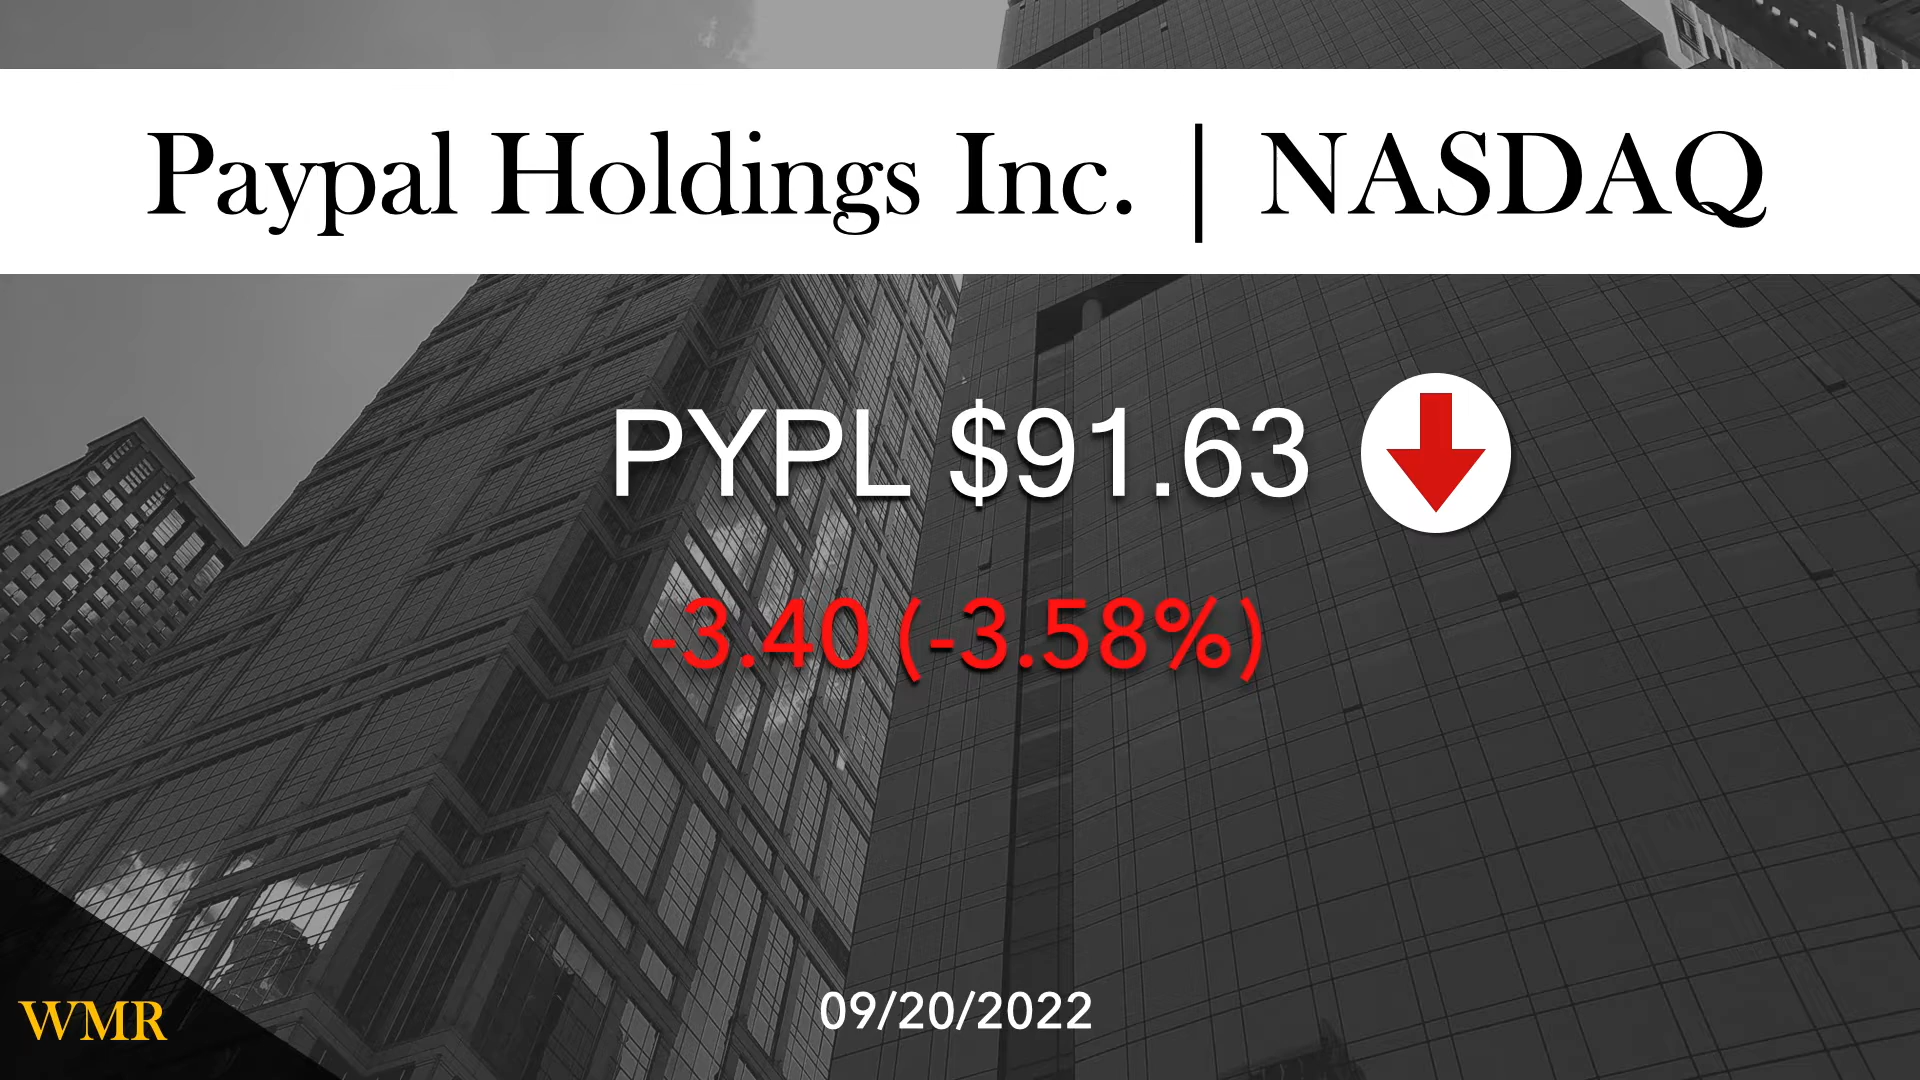 Paypal Holdings Inc. | NASDAQ
PYPL $91.63
-3.40 (-3.58%)
09/20/2022
WMR